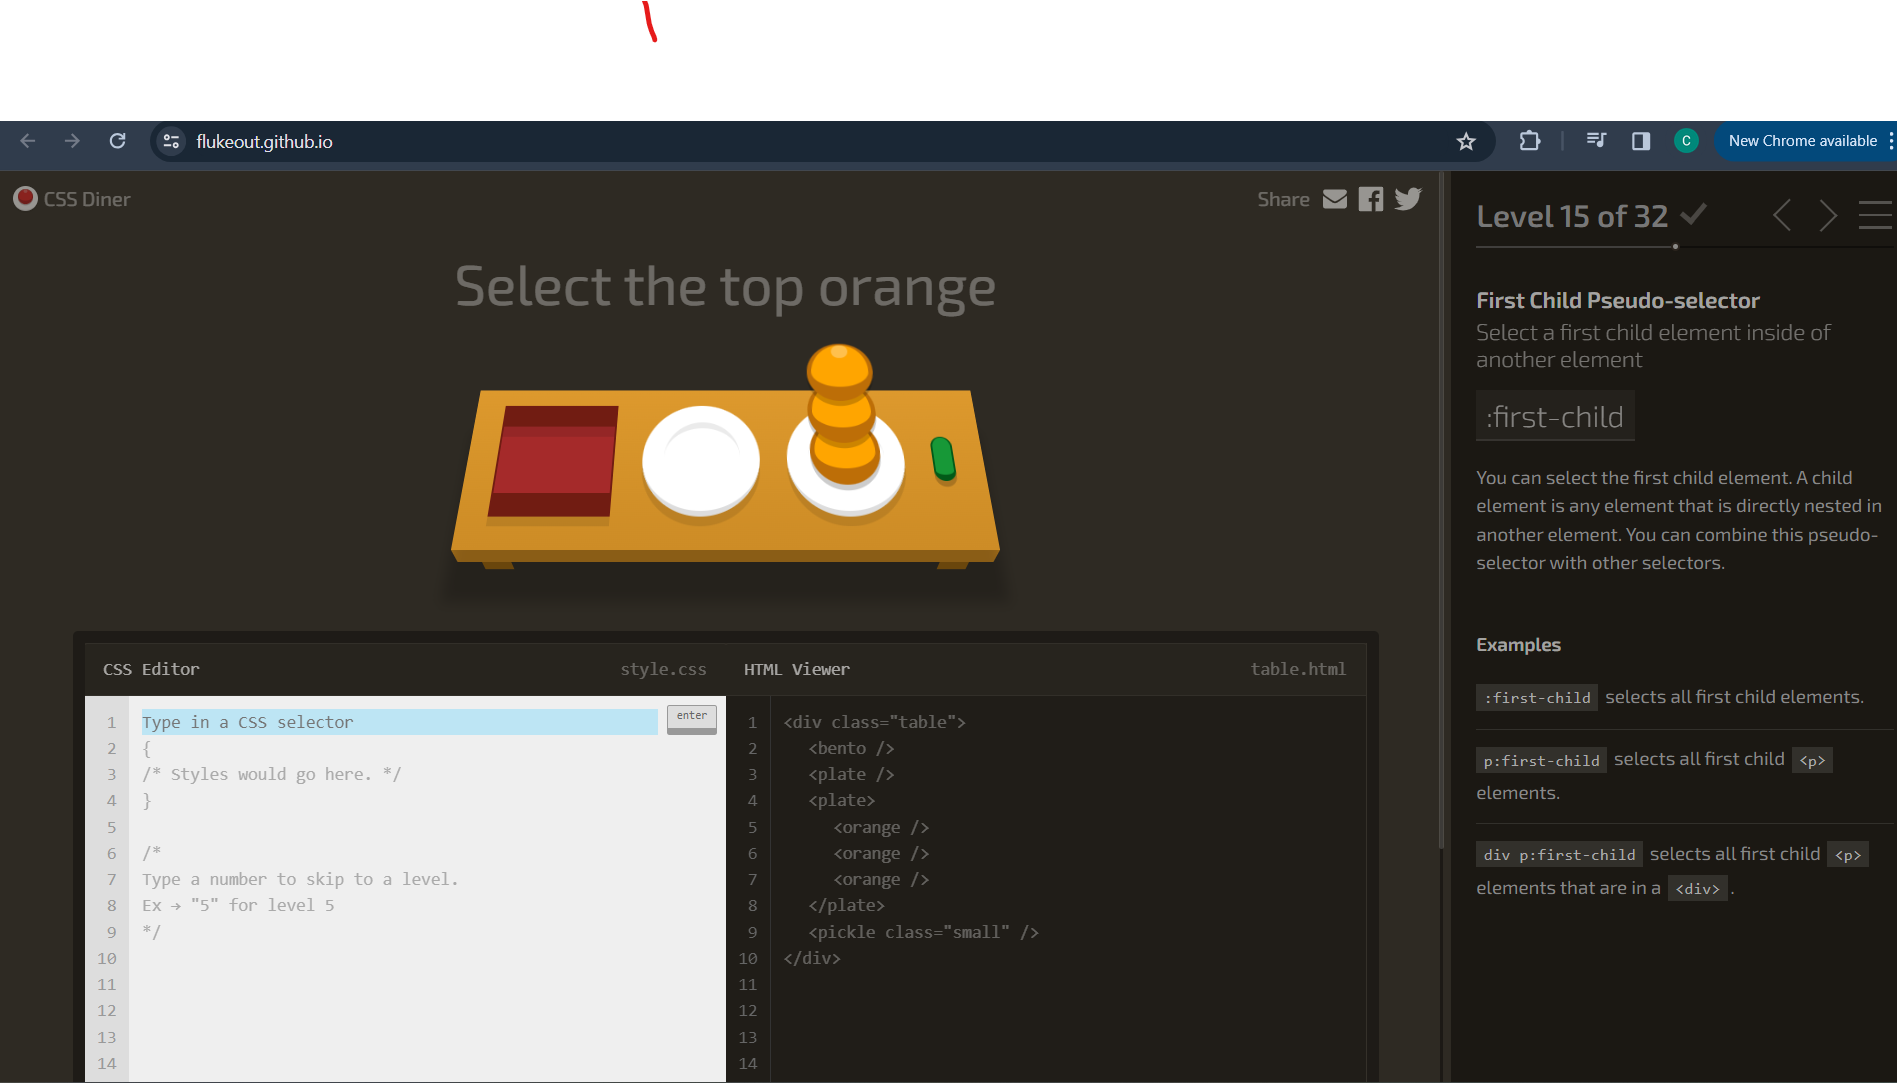 flukeout.github.io
C
New Chrome available
CSS Diner
Share
Select the top orange
CSS Editor
style.css
HTML Viewer
table.html
1 Type in a CSS selector
enter
2 {
3 /* Styles would go here. */
4 }
5
6 /*
7 Type a number to skip to a level.
8 Ex → "5" for level 5
9 */
10
11
12
13
14
1 <div class="table">
2 <bento />
3 <plate />
4 <plate>
5 <orange />
6 <orange />
7 <orange />
8 </plate>
9 <pickle class="small" />
10 </div>
11
12
13
14
Level 15 of 32
First Child Pseudo-selector
Select a first child element inside of
another element
:first-child
You can select the first child element. A child
element is any element that is directly nested in
another element. You can combine this pseudo-
selector with other selectors.
Examples
:first-child selects all first child elements.
p:first-child selects all first child <p>
elements.
div p:first-child selects all first child <p>
elements that are in a <div> .